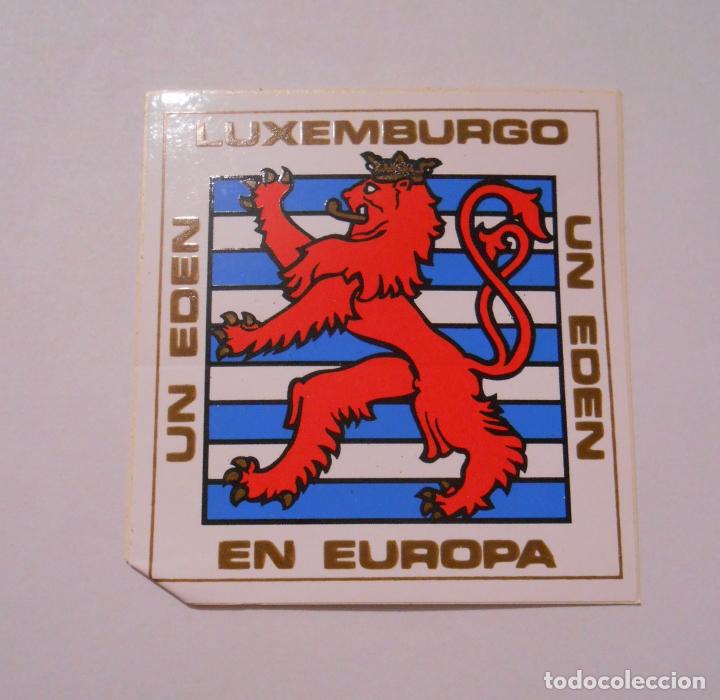 LUXEMBURGO
UN EDEN
UN EDEN
EN EUROPA
todocoleccion